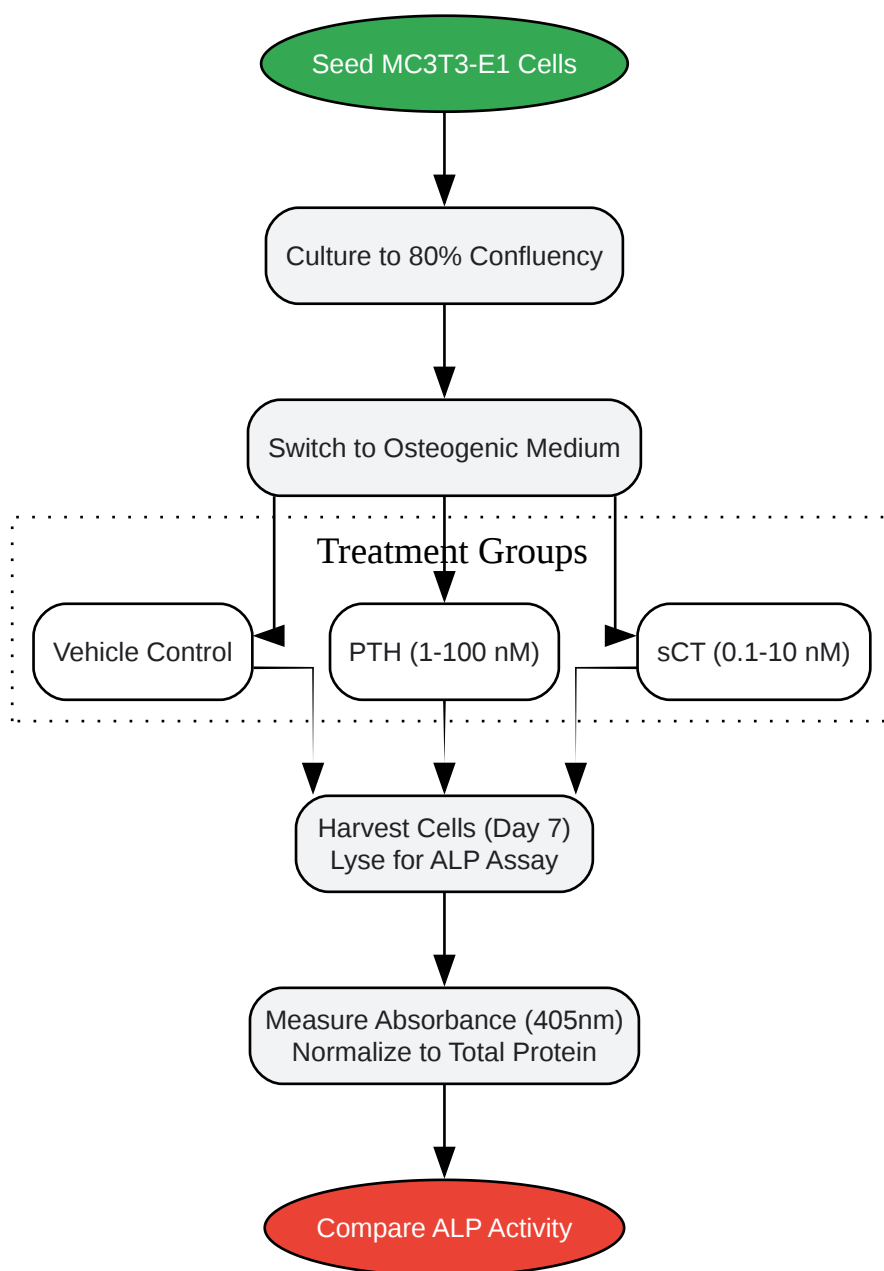 Seed MC3T3-E1 Cells
Culture to 80% Confluency
Switch to Osteogenic Medium
Treatment Groups
Vehicle Control
PTH (1-100 nM)
sCT (0.1-10 nM)
Harvest Cells (Day 7)
Lyse for ALP Assay
Measure Absorbance (405nm)
Normalize to Total Protein
Compare ALP Activity